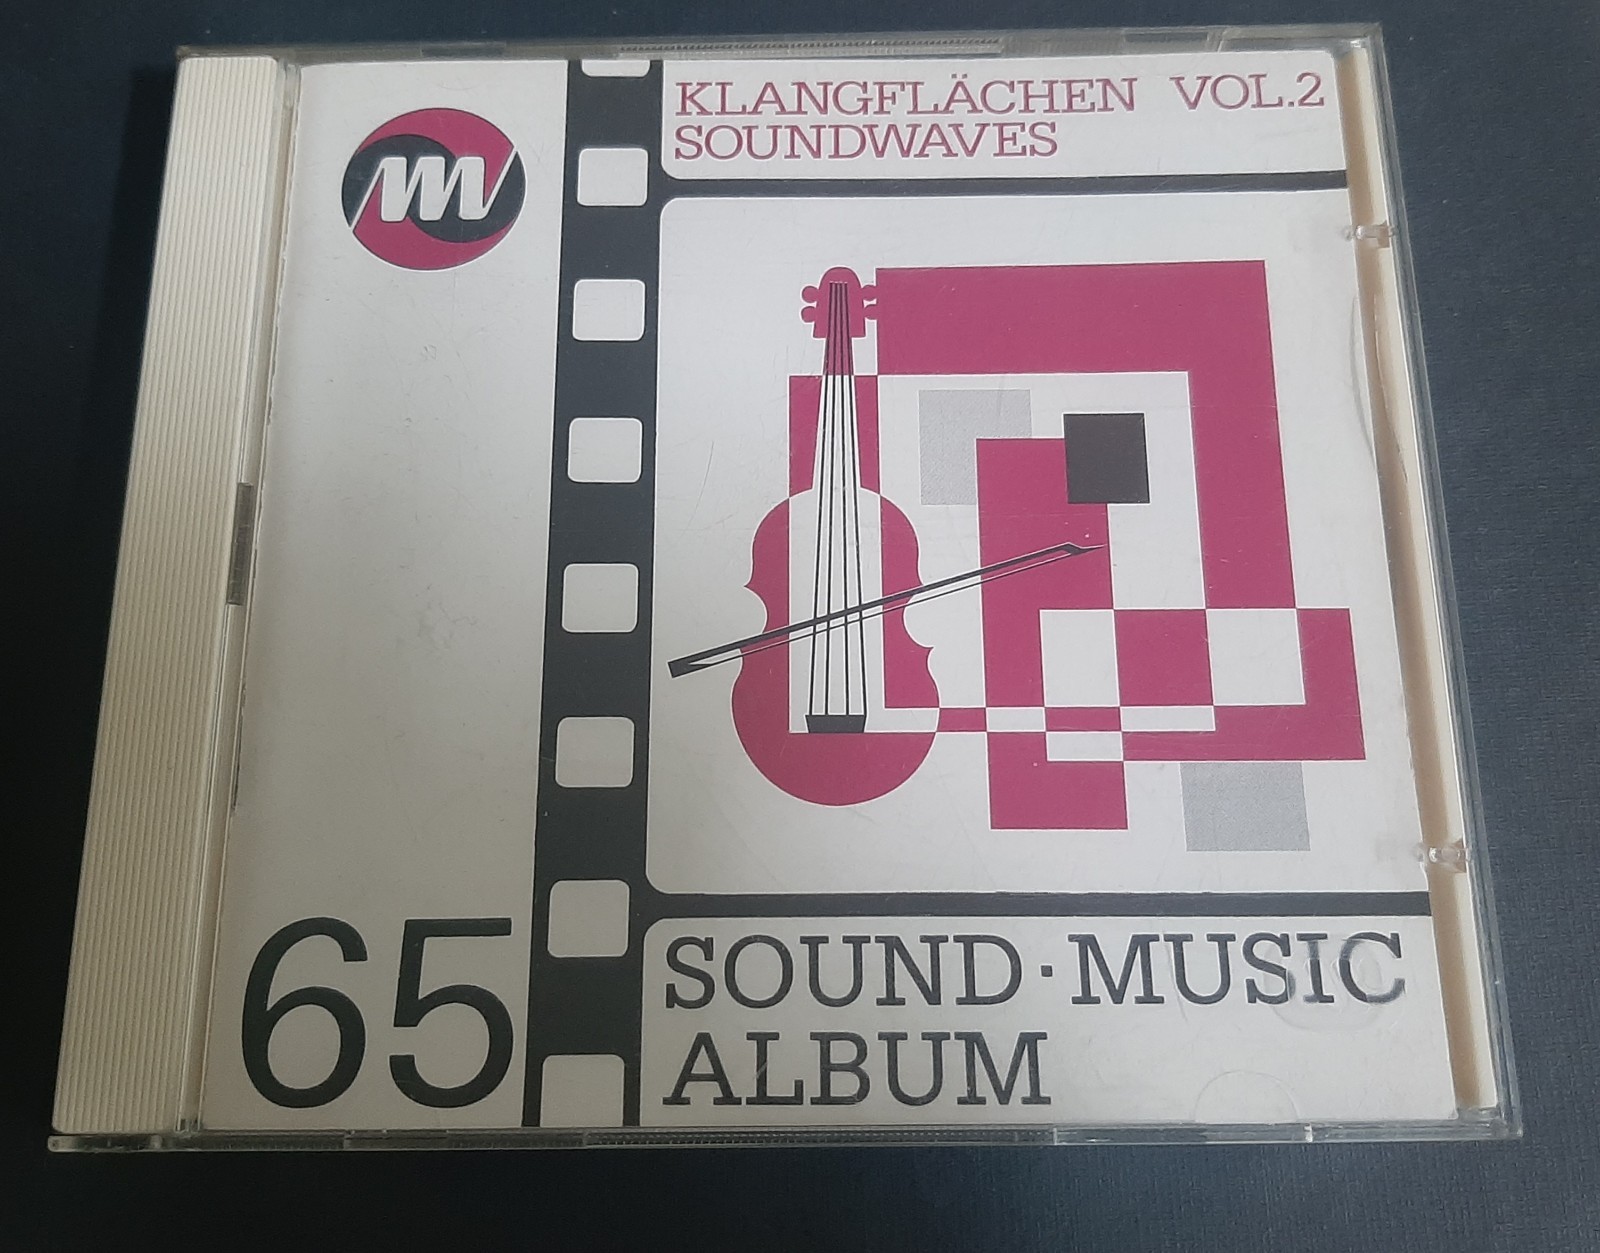 KLANGFLÄCHEN VOL.2
SOUNDWAVES
65
SOUND·MUSIC
ALBUM